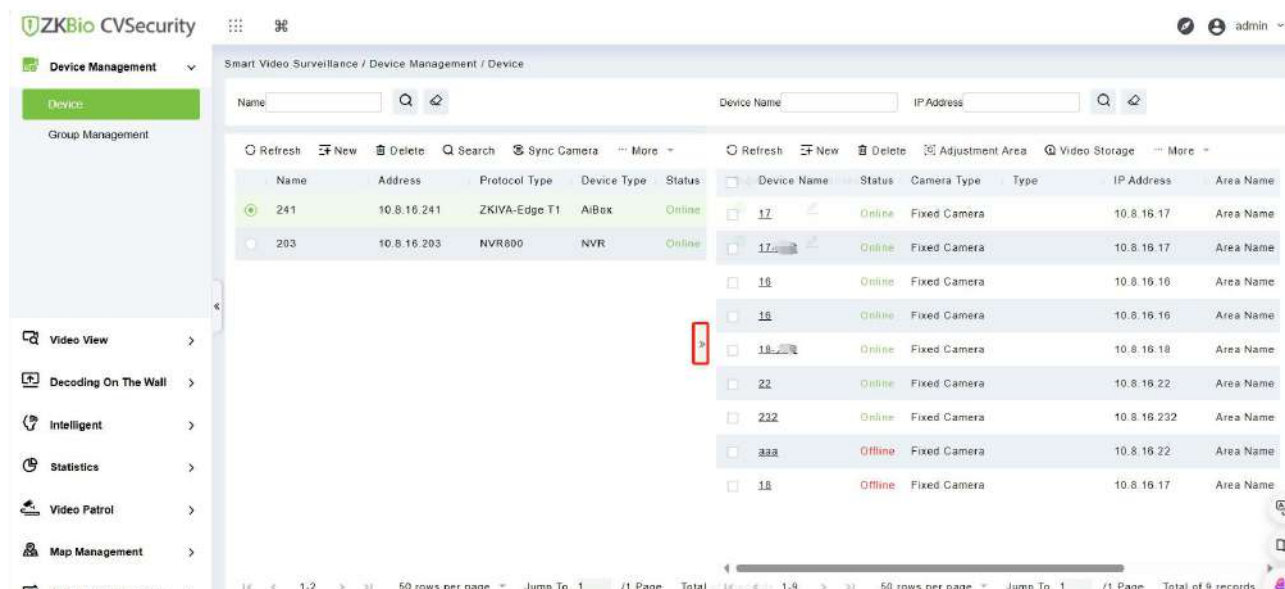 ZKBio CVSecurity
admin
Device Management
Device
Group Management
Video View
Decoding On The Wall
Intelligent
Statistics
Video Patrol
Map Management
Smart Video Surveillance / Device Management / Device
Name
Refresh New Delete Search Sync Camera ··· More
Name Address Protocol Type Device Type Status
241 10.8.16.241 ZKIVA-Edge T1 AiBox Online
203 10.8.16.203 NVR800 NVR Online
1-2 50 rows per page Jump To 1 /1 Page Total
Device Name IP Address
Refresh New Delete Adjustment Area Video Storage ··· More
Device Name Status Camera Type Type IP Address Area Name
17 Online Fixed Camera 10.8.16.17 Area Name
17- Online Fixed Camera 10.8.16.17 Area Name
16 Online Fixed Camera 10.8.16.16 Area Name
16 Online Fixed Camera 10.8.16.16 Area Name
18- Online Fixed Camera 10.8.16.18 Area Name
22 Online Fixed Camera 10.8.16.22 Area Name
232 Online Fixed Camera 10.8.16.232 Area Name
aaa Offline Fixed Camera 10.8.16.22 Area Name
18 Offline Fixed Camera 10.8.16.17 Area Name
1-9 50 rows per page Jump To 1 /1 Page Total of 9 records